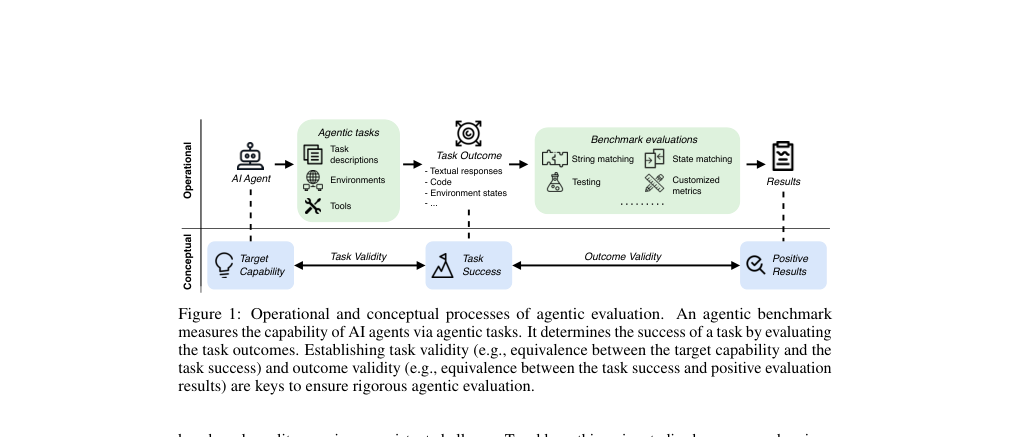 Operational
AI Agent
Agentic tasks
Task
descriptions
Environments
Tools
Task Outcome
- Textual responses
- Code
- Environment states
- ...
Benchmark evaluations
String matching
State matching
Testing
Customized
metrics
.........
Results
Conceptual
Target
Capability
Task Validity
Task
Success
Outcome Validity
Positive
Results
Figure 1: Operational and conceptual processes of agentic evaluation. An agentic benchmark
measures the capability of AI agents via agentic tasks. It determines the success of a task by evaluating
the task outcomes. Establishing task validity (e.g., equivalence between the target capability and the
task success) and outcome validity (e.g., equivalence between the task success and positive evaluation
results) are keys to ensure rigorous agentic evaluation.